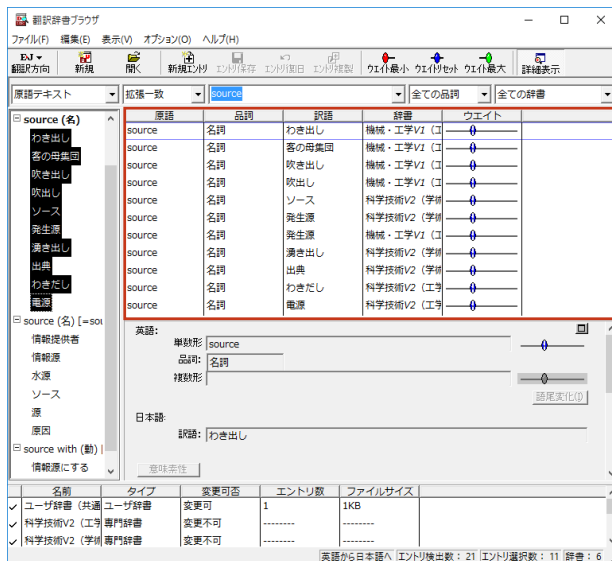 翻訳辞書ブラウザ
ファイル(F) 編集(E) 表示(V) オプション(O) ヘルプ(H)
EIJ 翻訳方向 新規 開く 新規エントリ エントリ保存 エントリ復旧 エントリ複製 ウエイト最小 ウエイトリセット ウエイト最大 詳細表示
原語テキスト 拡張一致 source 全ての品詞 全ての辞書
source (名)
わき出し
客の母集団
吹き出し
吹出し
ソース
発生源
湧き出し
出典
わきだし
電源
source (名) [=sou
情報提供者
情報源
水源
ソース
源
原因
source with (動) [
情報源にする
原語 品詞 訳語 辞書 ウエイト
source 名詞 わき出し 機械・工学V1 (工
source 名詞 客の母集団 機械・工学V1 (工
source 名詞 吹き出し 機械・工学V1 (工
source 名詞 吹出し 機械・工学V1 (工
source 名詞 ソース 科学技術V2 (学術
source 名詞 発生源 科学技術V2 (学術
source 名詞 発生源 機械・工学V1 (工
source 名詞 湧き出し 科学技術V2 (学術
source 名詞 出典 科学技術V2 (学術
source 名詞 わきだし 科学技術V2 (工学
source 名詞 電源 科学技術V2 (工学
英語:
単数形 source
品詞: 名詞
複数形
語尾変化(I)
日本語:
訳語: わき出し
意味素性
名前 タイプ 変更可否 エントリ数 ファイルサイズ
ユーザ辞書 (共通 ユーザ辞書 変更可 1 1KB
科学技術V2 (工学 専門辞書 変更不可 -------- --------
科学技術V2 (学術 専門辞書 変更不可 -------- --------
英語から日本語へ エントリ検出数: 21 エントリ選択数: 11 辞書: 6